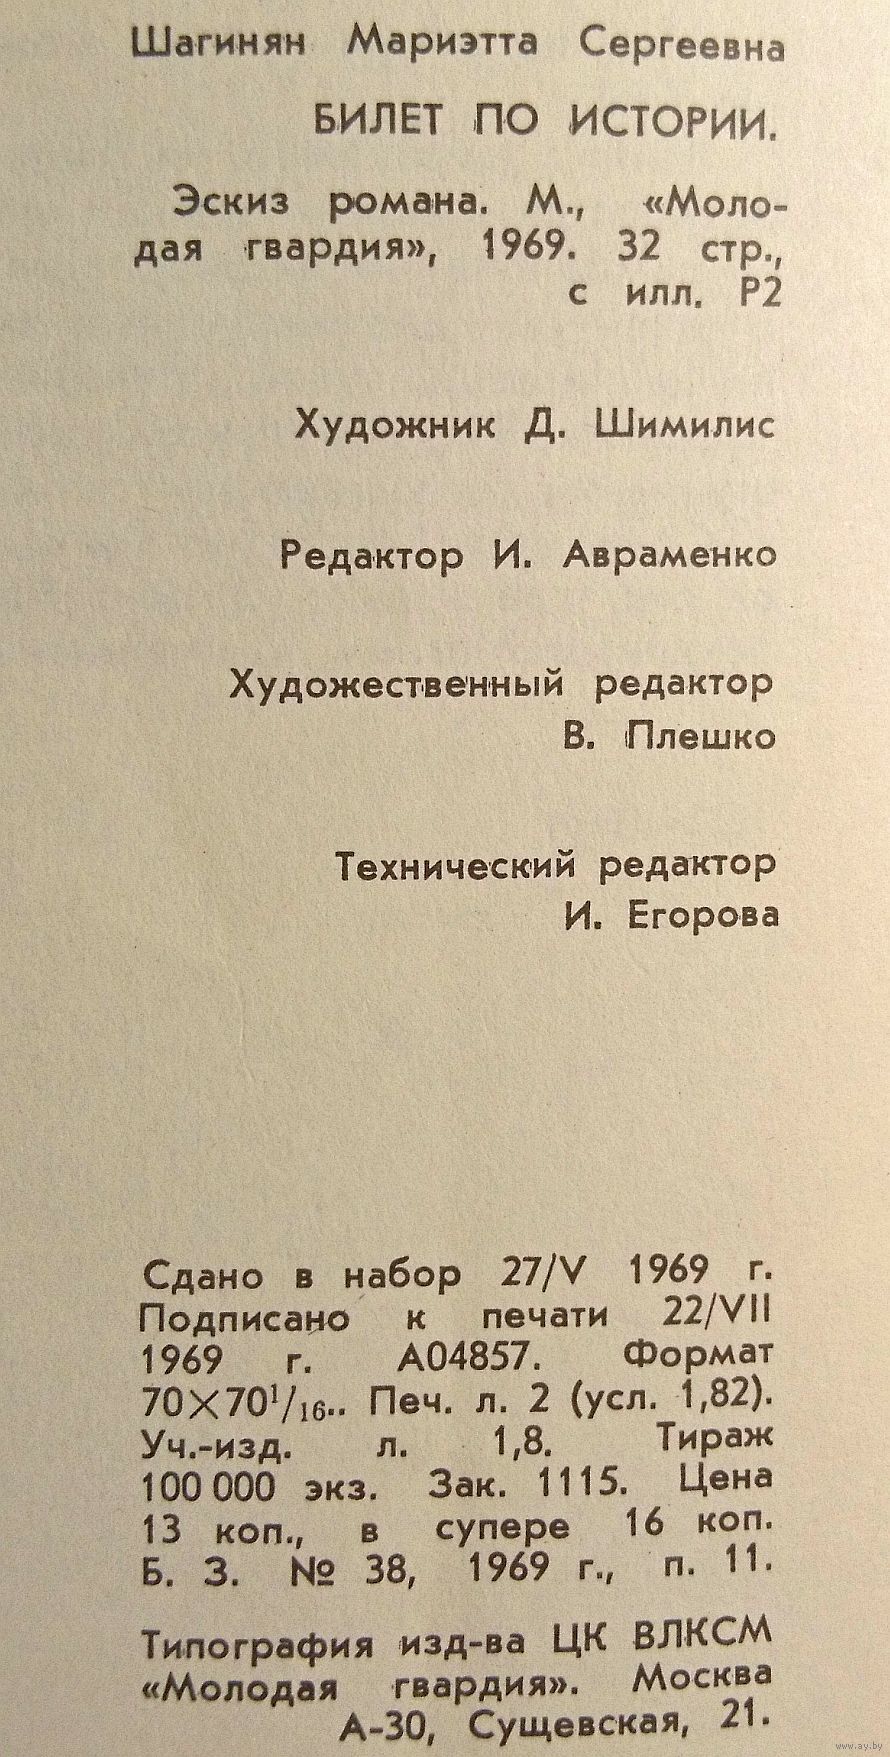 Шагинян Мариэтта Сергеевна
БИЛЕТ ПО ИСТОРИИ.
Эскиз романа. М., «Моло-
дая гвардия», 1969. 32 стр.,
с илл. Р2
Художник Д. Шимилис
Редактор И. Авраменко
Художественный редактор
В. Плешко
Технический редактор
И. Егорова
Сдано в набор 27/V 1969 г.
Подписано к печати 22/VII
1969 г. А04857. Формат
70×70¹/₁₆.. Печ. л. 2 (усл. 1,82).
Уч.-изд. л. 1,8. Тираж
100 000 экз. Зак. 1115. Цена
13 коп., в супере 16 коп.
Б. З. № 38, 1969 г., п. 11.
Типография изд-ва ЦК ВЛКСМ
«Молодая гвардия». Москва
А-30, Сущевская, 21.
www.ay.by